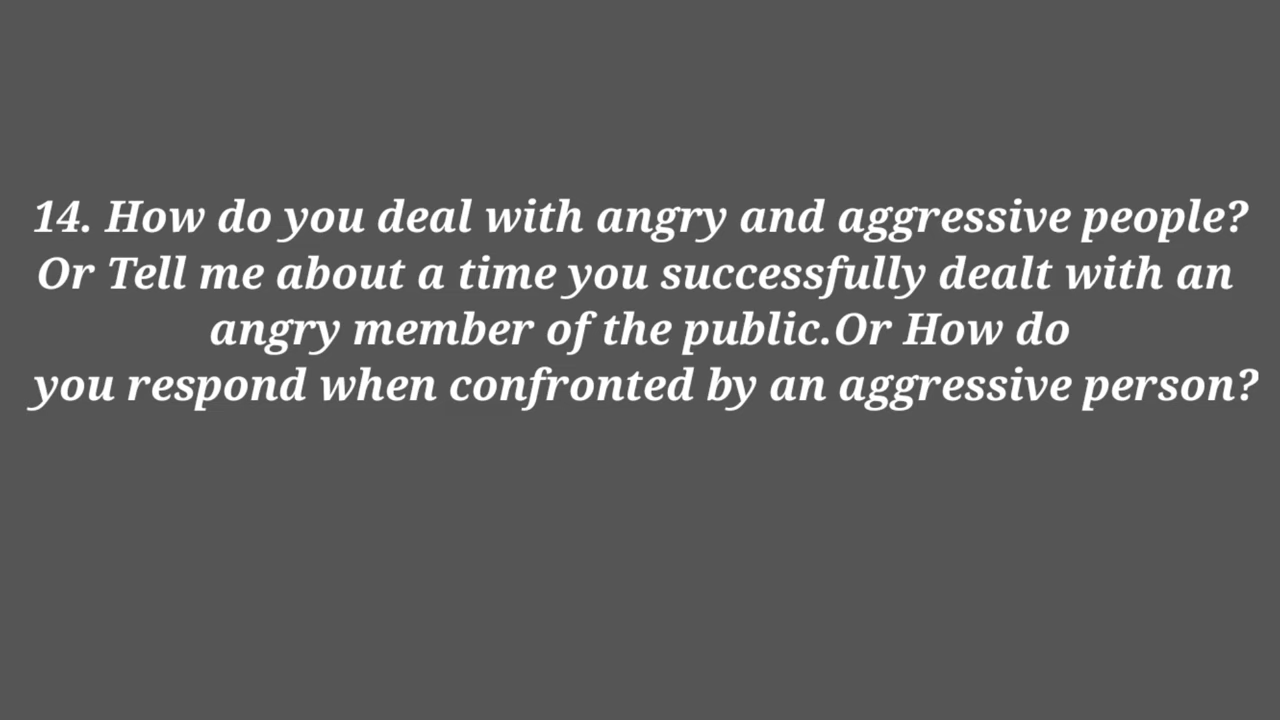 14. How do you deal with angry and aggressive people?
Or Tell me about a time you successfully dealt with an
angry member of the public.Or How do
you respond when confronted by an aggressive person?